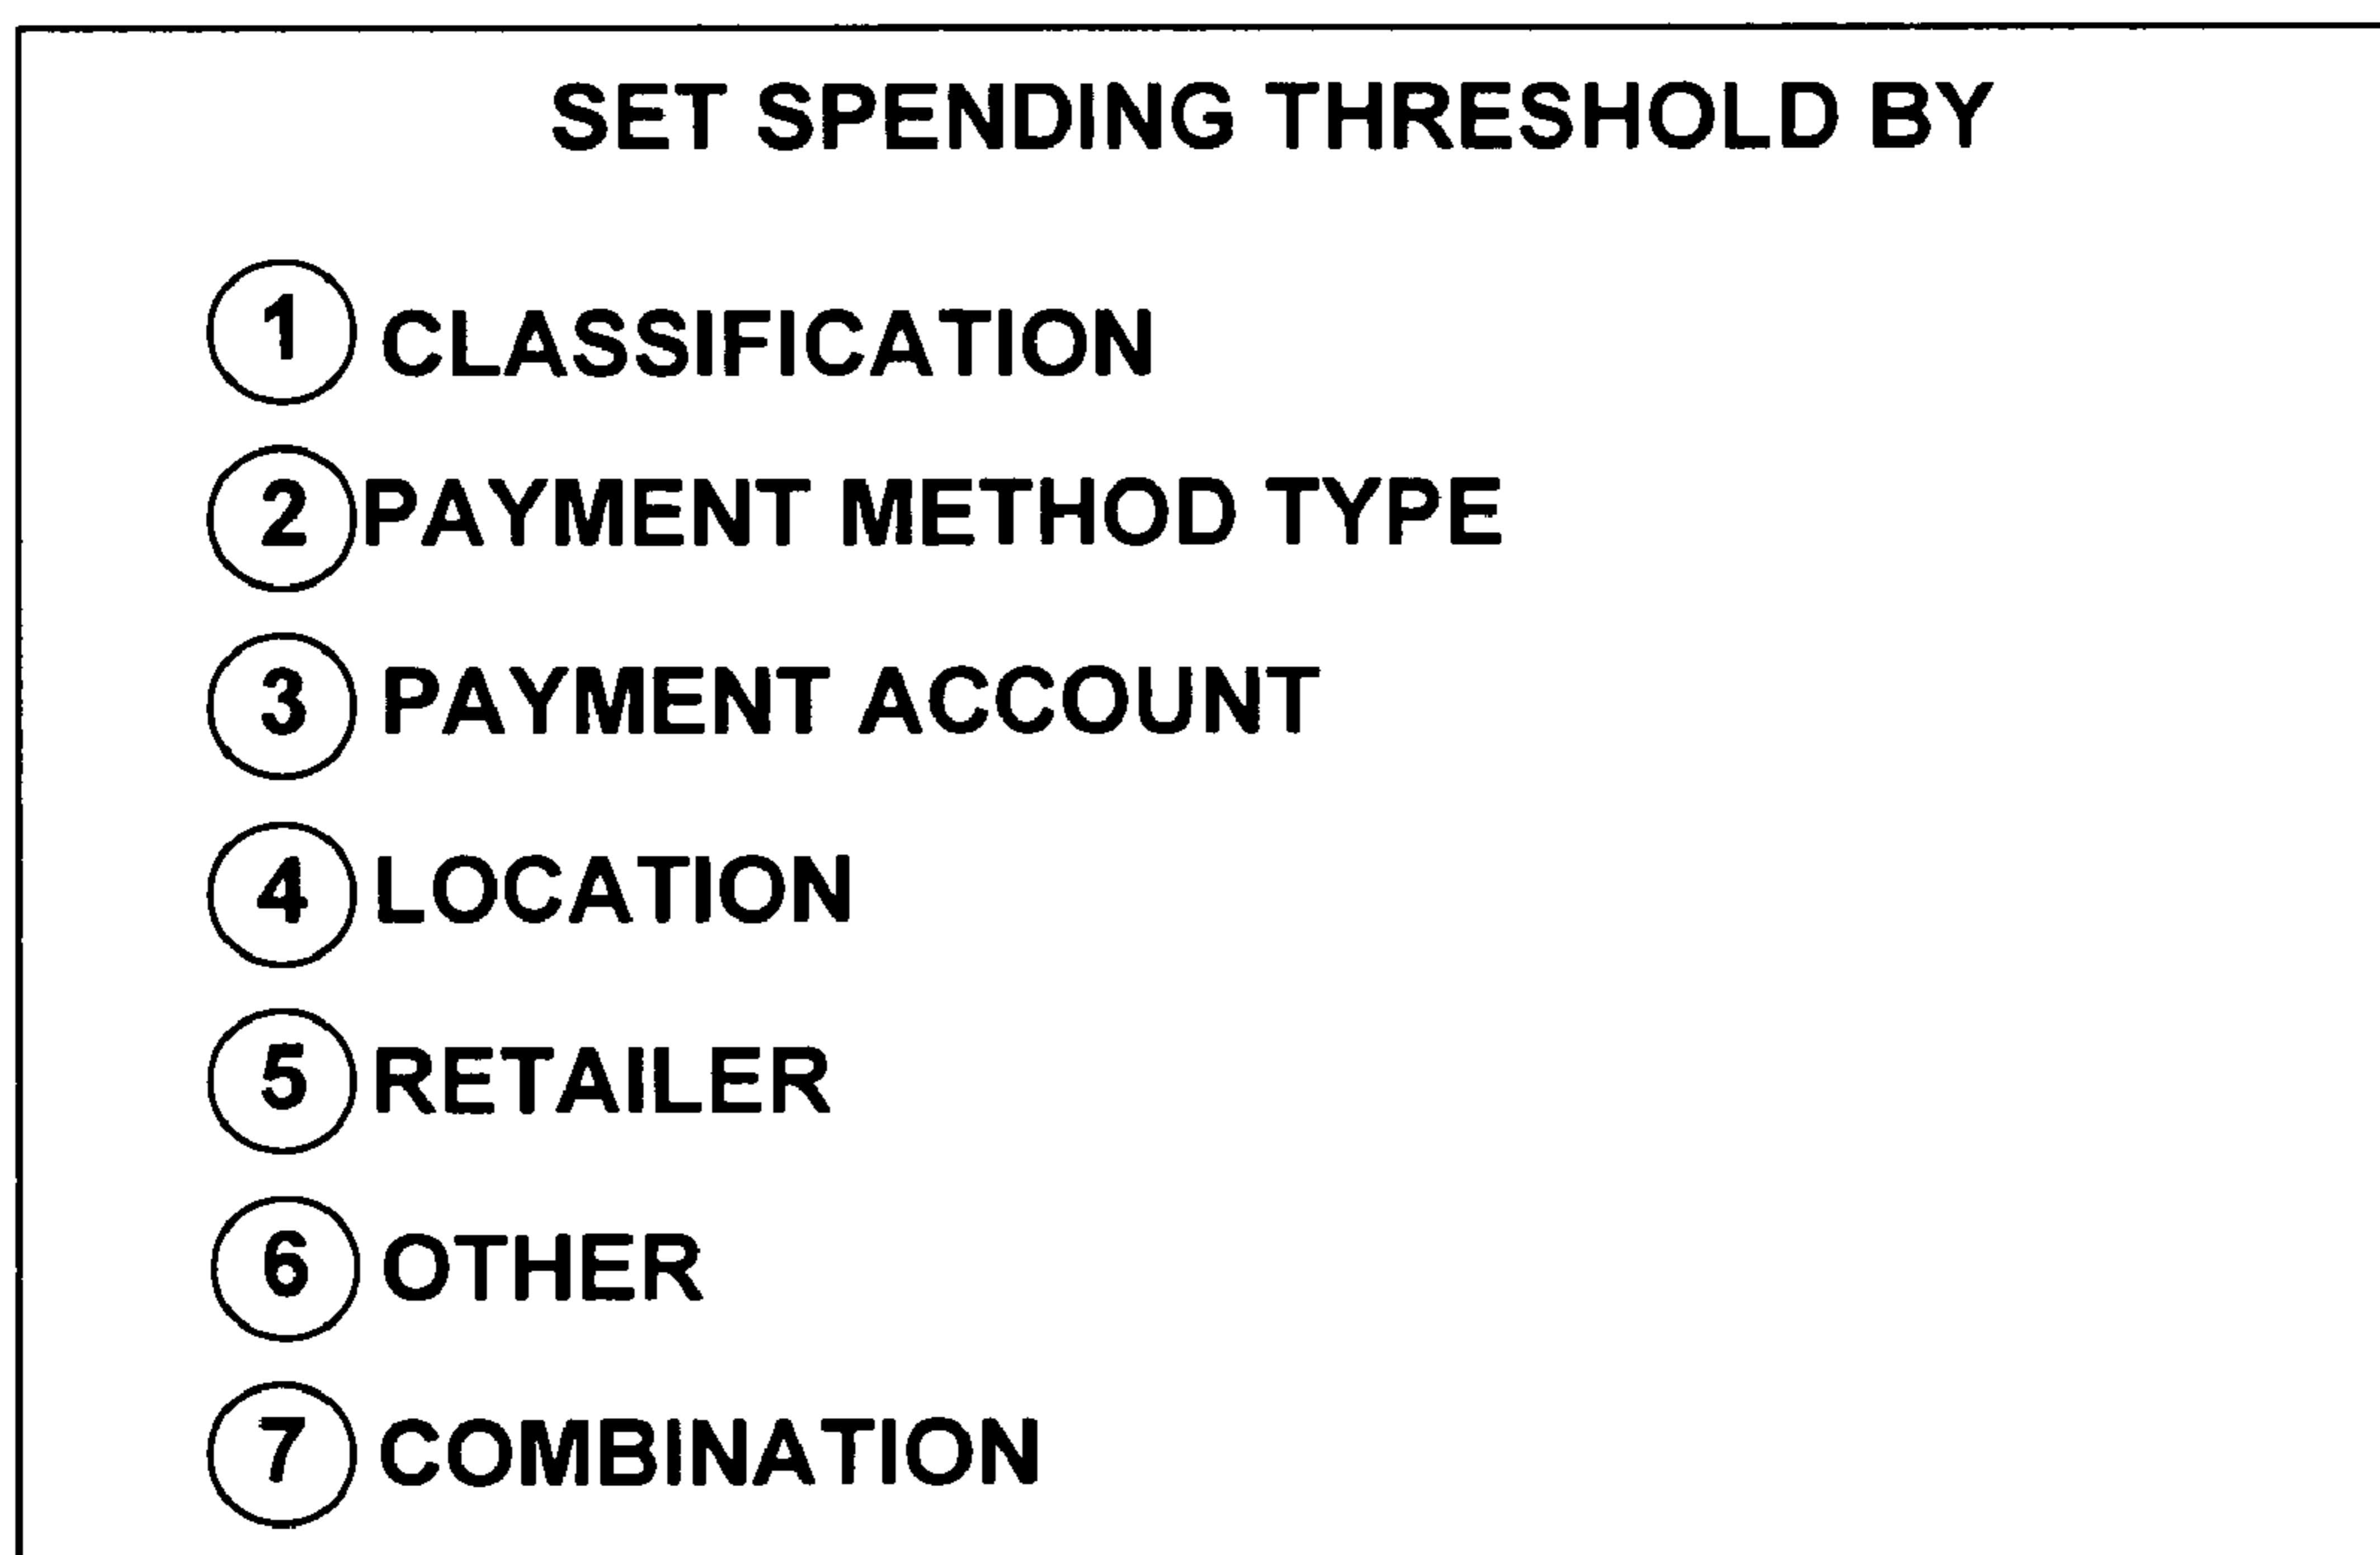 SET SPENDING THRESHOLD BY
1 CLASSIFICATION
2 PAYMENT METHOD TYPE
3 PAYMENT ACCOUNT
4 LOCATION
5 RETAILER
6 OTHER
7 COMBINATION